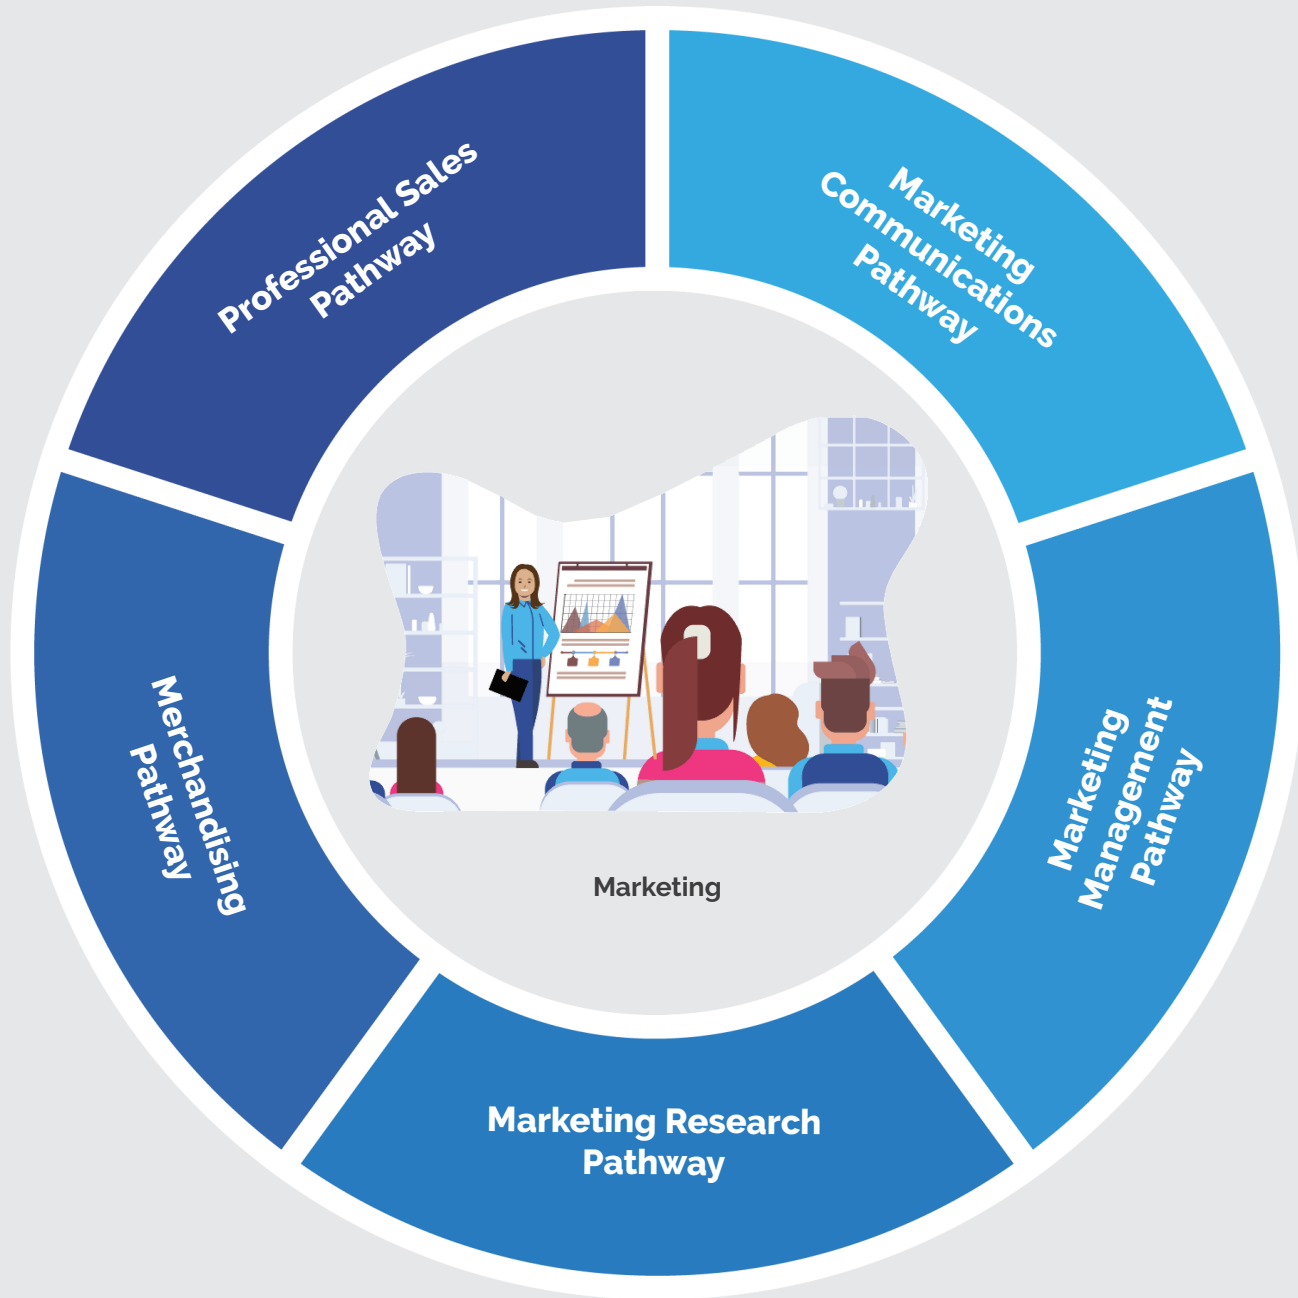 Professional Sales
Pathway
Marketing
Communications
Pathway
Marketing
Management
Pathway
Marketing Research
Pathway
Merchandising
Pathway
Marketing